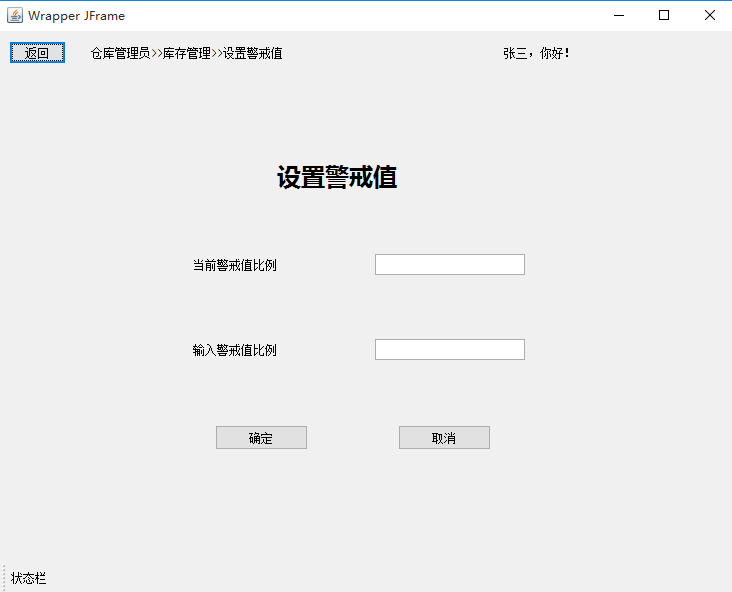 Wrapper JFrame
返回 仓库管理员>>库存管理>>设置警戒值 张三，你好！
设置警戒值
当前警戒值比例
输入警戒值比例
确定 取消
状态栏